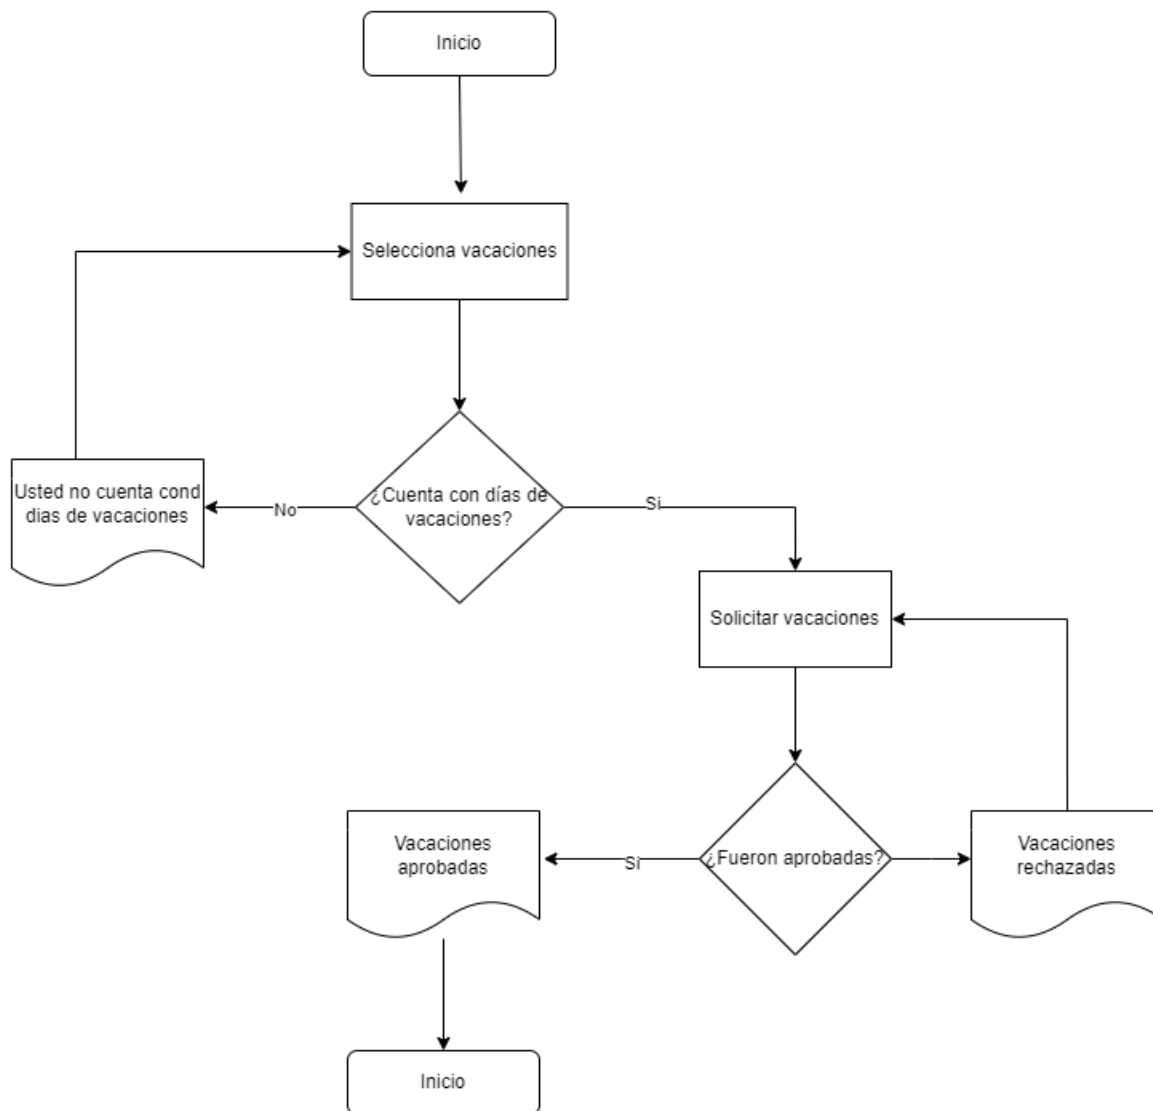 Inicio
Selecciona vacaciones
Usted no cuenta cond
dias de vacaciones
No
¿Cuenta con días de
vacaciones?
Si
Solicitar vacaciones
Vacaciones
aprobadas
Si
¿Fueron aprobadas?
Vacaciones
rechazadas
Inicio